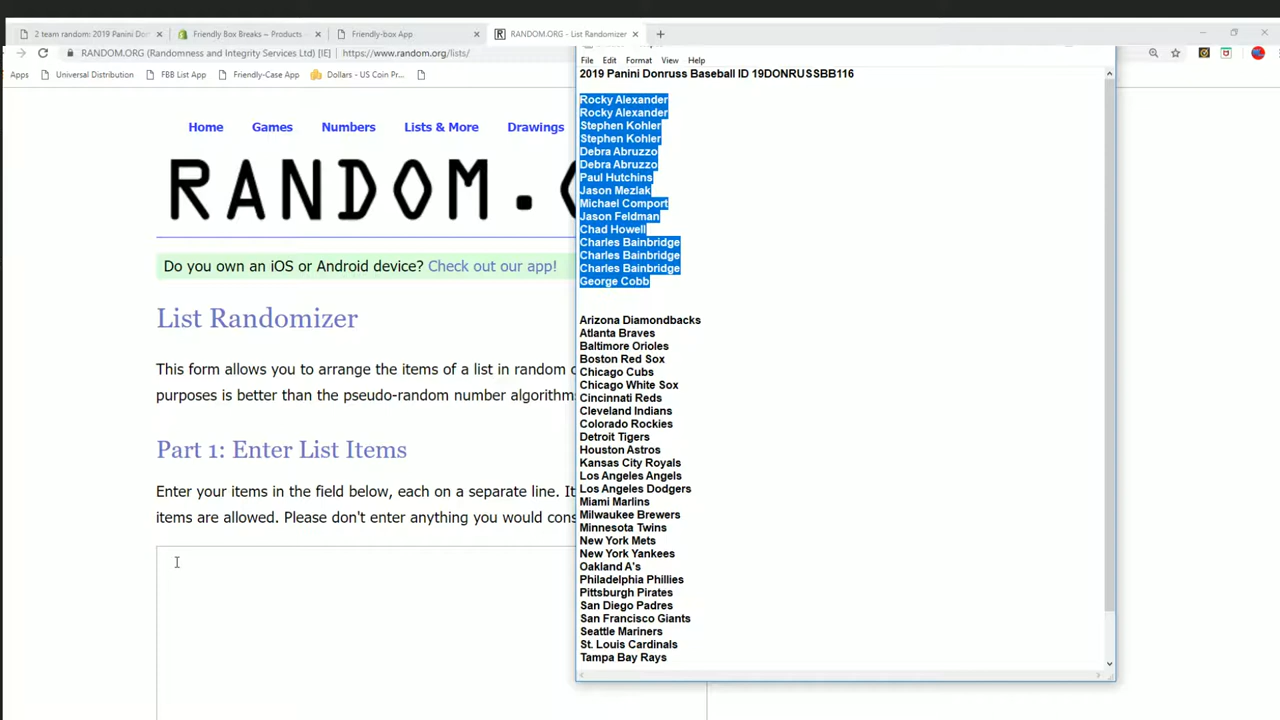 2 team random: 2019 Panini Don
Friendly Box Breaks ~ Products
Friendly-box App
RANDOM.ORG - List Randomizer
RANDOM.ORG (Randomness and Integrity Services Ltd) [IE] | https://www.random.org/lists/
Apps
Universal Distribution
FBB List App
Friendly-Case App
Dollars - US Coin Pr...
Home
Games
Numbers
Lists & More
Drawings
RANDOM.
Do you own an iOS or Android device? Check out our app!
List Randomizer
This form allows you to arrange the items of a list in random
purposes is better than the pseudo-random number algorithm
Part 1: Enter List Items
Enter your items in the field below, each on a separate line. It
items are allowed. Please don't enter anything you would cons
File Edit Format View Help
2019 Panini Donruss Baseball ID 19DONRUSSBB116
Rocky Alexander
Rocky Alexander
Stephen Kohler
Stephen Kohler
Debra Abruzzo
Debra Abruzzo
Paul Hutchins
Jason Mezlak
Michael Comport
Jason Feldman
Chad Howell
Charles Bainbridge
Charles Bainbridge
Charles Bainbridge
George Cobb
Arizona Diamondbacks
Atlanta Braves
Baltimore Orioles
Boston Red Sox
Chicago Cubs
Chicago White Sox
Cincinnati Reds
Cleveland Indians
Colorado Rockies
Detroit Tigers
Houston Astros
Kansas City Royals
Los Angeles Angels
Los Angeles Dodgers
Miami Marlins
Milwaukee Brewers
Minnesota Twins
New York Mets
New York Yankees
Oakland A's
Philadelphia Phillies
Pittsburgh Pirates
San Diego Padres
San Francisco Giants
Seattle Mariners
St. Louis Cardinals
Tampa Bay Rays